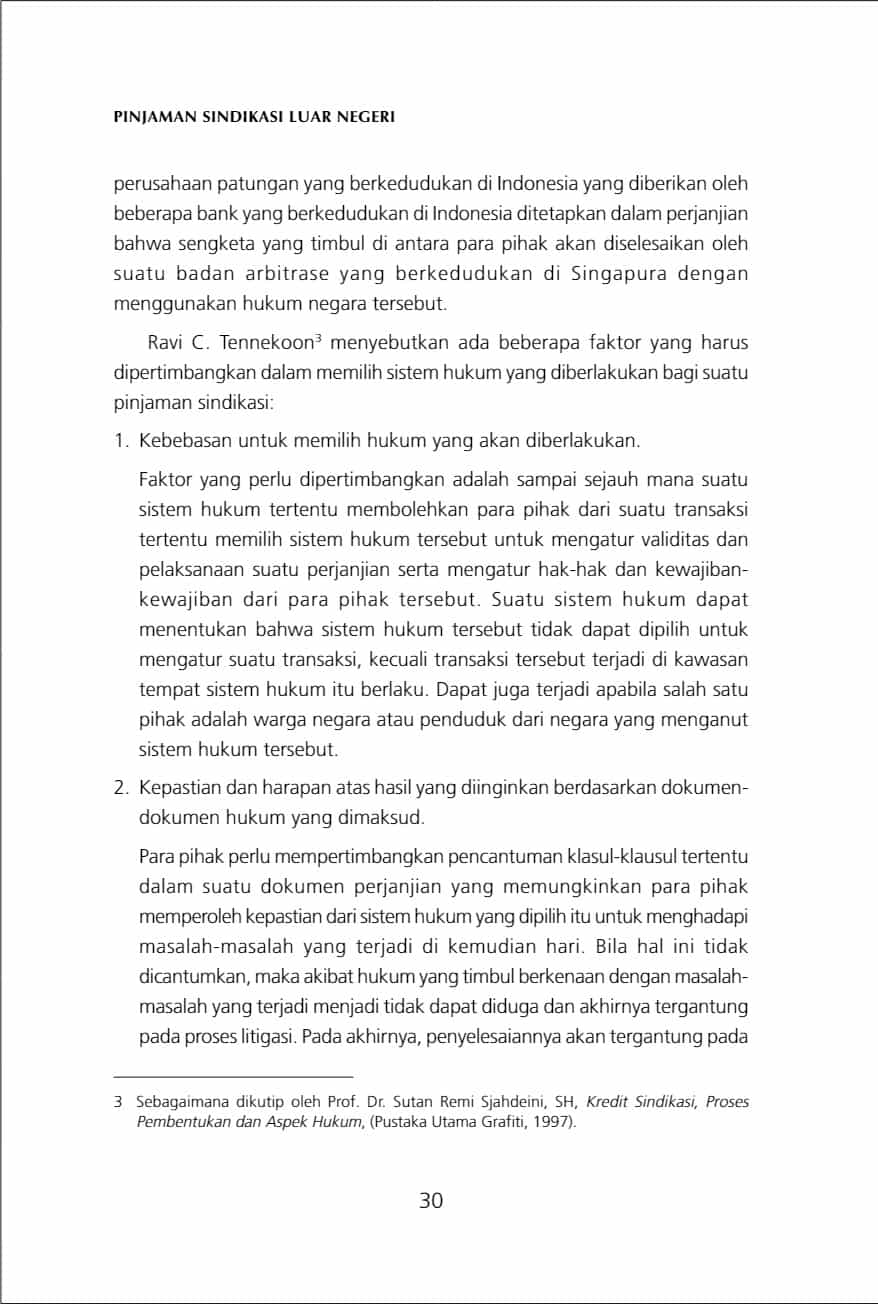 PINJAMAN SINDIKASI LUAR NEGERI
perusahaan patungan yang berkedudukan di Indonesia yang diberikan oleh
beberapa bank yang berkedudukan di Indonesia ditetapkan dalam perjanjian
bahwa sengketa yang timbul di antara para pihak akan diselesaikan oleh
suatu badan arbitrase yang berkedudukan di Singapura dengan
menggunakan hukum negara tersebut.
Ravi C. Tennekoon³ menyebutkan ada beberapa faktor yang harus
dipertimbangkan dalam memilih sistem hukum yang diberlakukan bagi suatu
pinjaman sindikasi:
1. Kebebasan untuk memilih hukum yang akan diberlakukan.
Faktor yang perlu dipertimbangkan adalah sampai sejauh mana suatu
sistem hukum tertentu membolehkan para pihak dari suatu transaksi
tertentu memilih sistem hukum tersebut untuk mengatur validitas dan
pelaksanaan suatu perjanjian serta mengatur hak-hak dan kewajiban-
kewajiban dari para pihak tersebut. Suatu sistem hukum dapat
menentukan bahwa sistem hukum tersebut tidak dapat dipilih untuk
mengatur suatu transaksi, kecuali transaksi tersebut terjadi di kawasan
tempat sistem hukum itu berlaku. Dapat juga terjadi apabila salah satu
pihak adalah warga negara atau penduduk dari negara yang menganut
sistem hukum tersebut.
2. Kepastian dan harapan atas hasil yang diinginkan berdasarkan dokumen-
dokumen hukum yang dimaksud.
Para pihak perlu mempertimbangkan pencantuman klasul-klausul tertentu
dalam suatu dokumen perjanjian yang memungkinkan para pihak
memperoleh kepastian dari sistem hukum yang dipilih itu untuk menghadapi
masalah-masalah yang terjadi di kemudian hari. Bila hal ini tidak
dicantumkan, maka akibat hukum yang timbul berkenaan dengan masalah-
masalah yang terjadi menjadi tidak dapat diduga dan akhirnya tergantung
pada proses litigasi. Pada akhirnya, penyelesaiannya akan tergantung pada
3 Sebagaimana dikutip oleh Prof. Dr. Sutan Remi Sjahdeini, SH, Kredit Sindikasi, Proses
Pembentukan dan Aspek Hukum, (Pustaka Utama Grafiti, 1997).
30